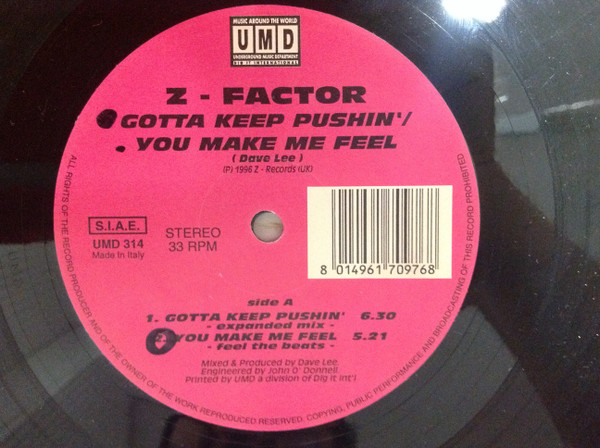 MUSIC AROUND THE WORLD
UMD
UNDERGROUND MUSIC DEPARTMENT
DIG IT INTERNATIONAL
Z - FACTOR
GOTTA KEEP PUSHIN'/
YOU MAKE ME FEEL
( Dave Lee )
(P) 1996 Z - Records (UK)
S.I.A.E.
UMD 314
Made in Italy
STEREO
33 RPM
8 014961 709768
side A
1. GOTTA KEEP PUSHIN' 6.30
- expanded mix -
YOU MAKE ME FEEL 5.21
- feel the beats -
Mixed & Produced by Dave Lee
Engineered by John O' Donnell.
Printed by UMD a division of Dig it int'l
ALL RIGHTS OF THE RECORD PRODUCER AND OF THE OWNER OF THE WORK REPRODUCED RESERVED. COPYING, PUBLIC PERFORMANCE AND BROADCASTING OF THIS RECORD PROHIBITED